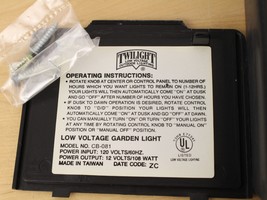 TWILIGHT
OPERATING INSTRUCTIONS:
• ROTATE KNOB AT CENTER OR CONTROL PANEL TO NUMBER OF
HOURS WHICH YOU WANT LIGHTS TO REMAIN ON (1-12HRS.)
YOUR LIGHTS WILL THEN AUTOMATICALLY GO "ON" AT DUSK
AND GO "OFF" AFTER NUMBER OF HOURS YOU HAVE CHOSEN.
• IF DUSK TO DAWN OPERATION IS DESIRED, ROTATE CONTROL
KNOB TO POSITION YOUR LIGHTS WILL THEN
AUTOMATICALLY GO "ON" AT DUSK AND GO "OFF" AT DAWN.
• YOU CAN MANUALLY TURN "ON" OR TURN "OFF" YOUR LIGHTS
AT ANY TIME BY ROTATING CONTROL KNOB TO "MANUAL ON"
POSITION OR "MANUAL OFF" POSITION.
LOW VOLTAGE GARDEN LIGHT
MODEL NO. CB-081
POWER INPUT: 120 VOLTS/60HZ.
POWER OUTPUT: 12 VOLTS/108 WATT
MADE IN TAIWAN DATE CODE: ZC
UL
LISTED